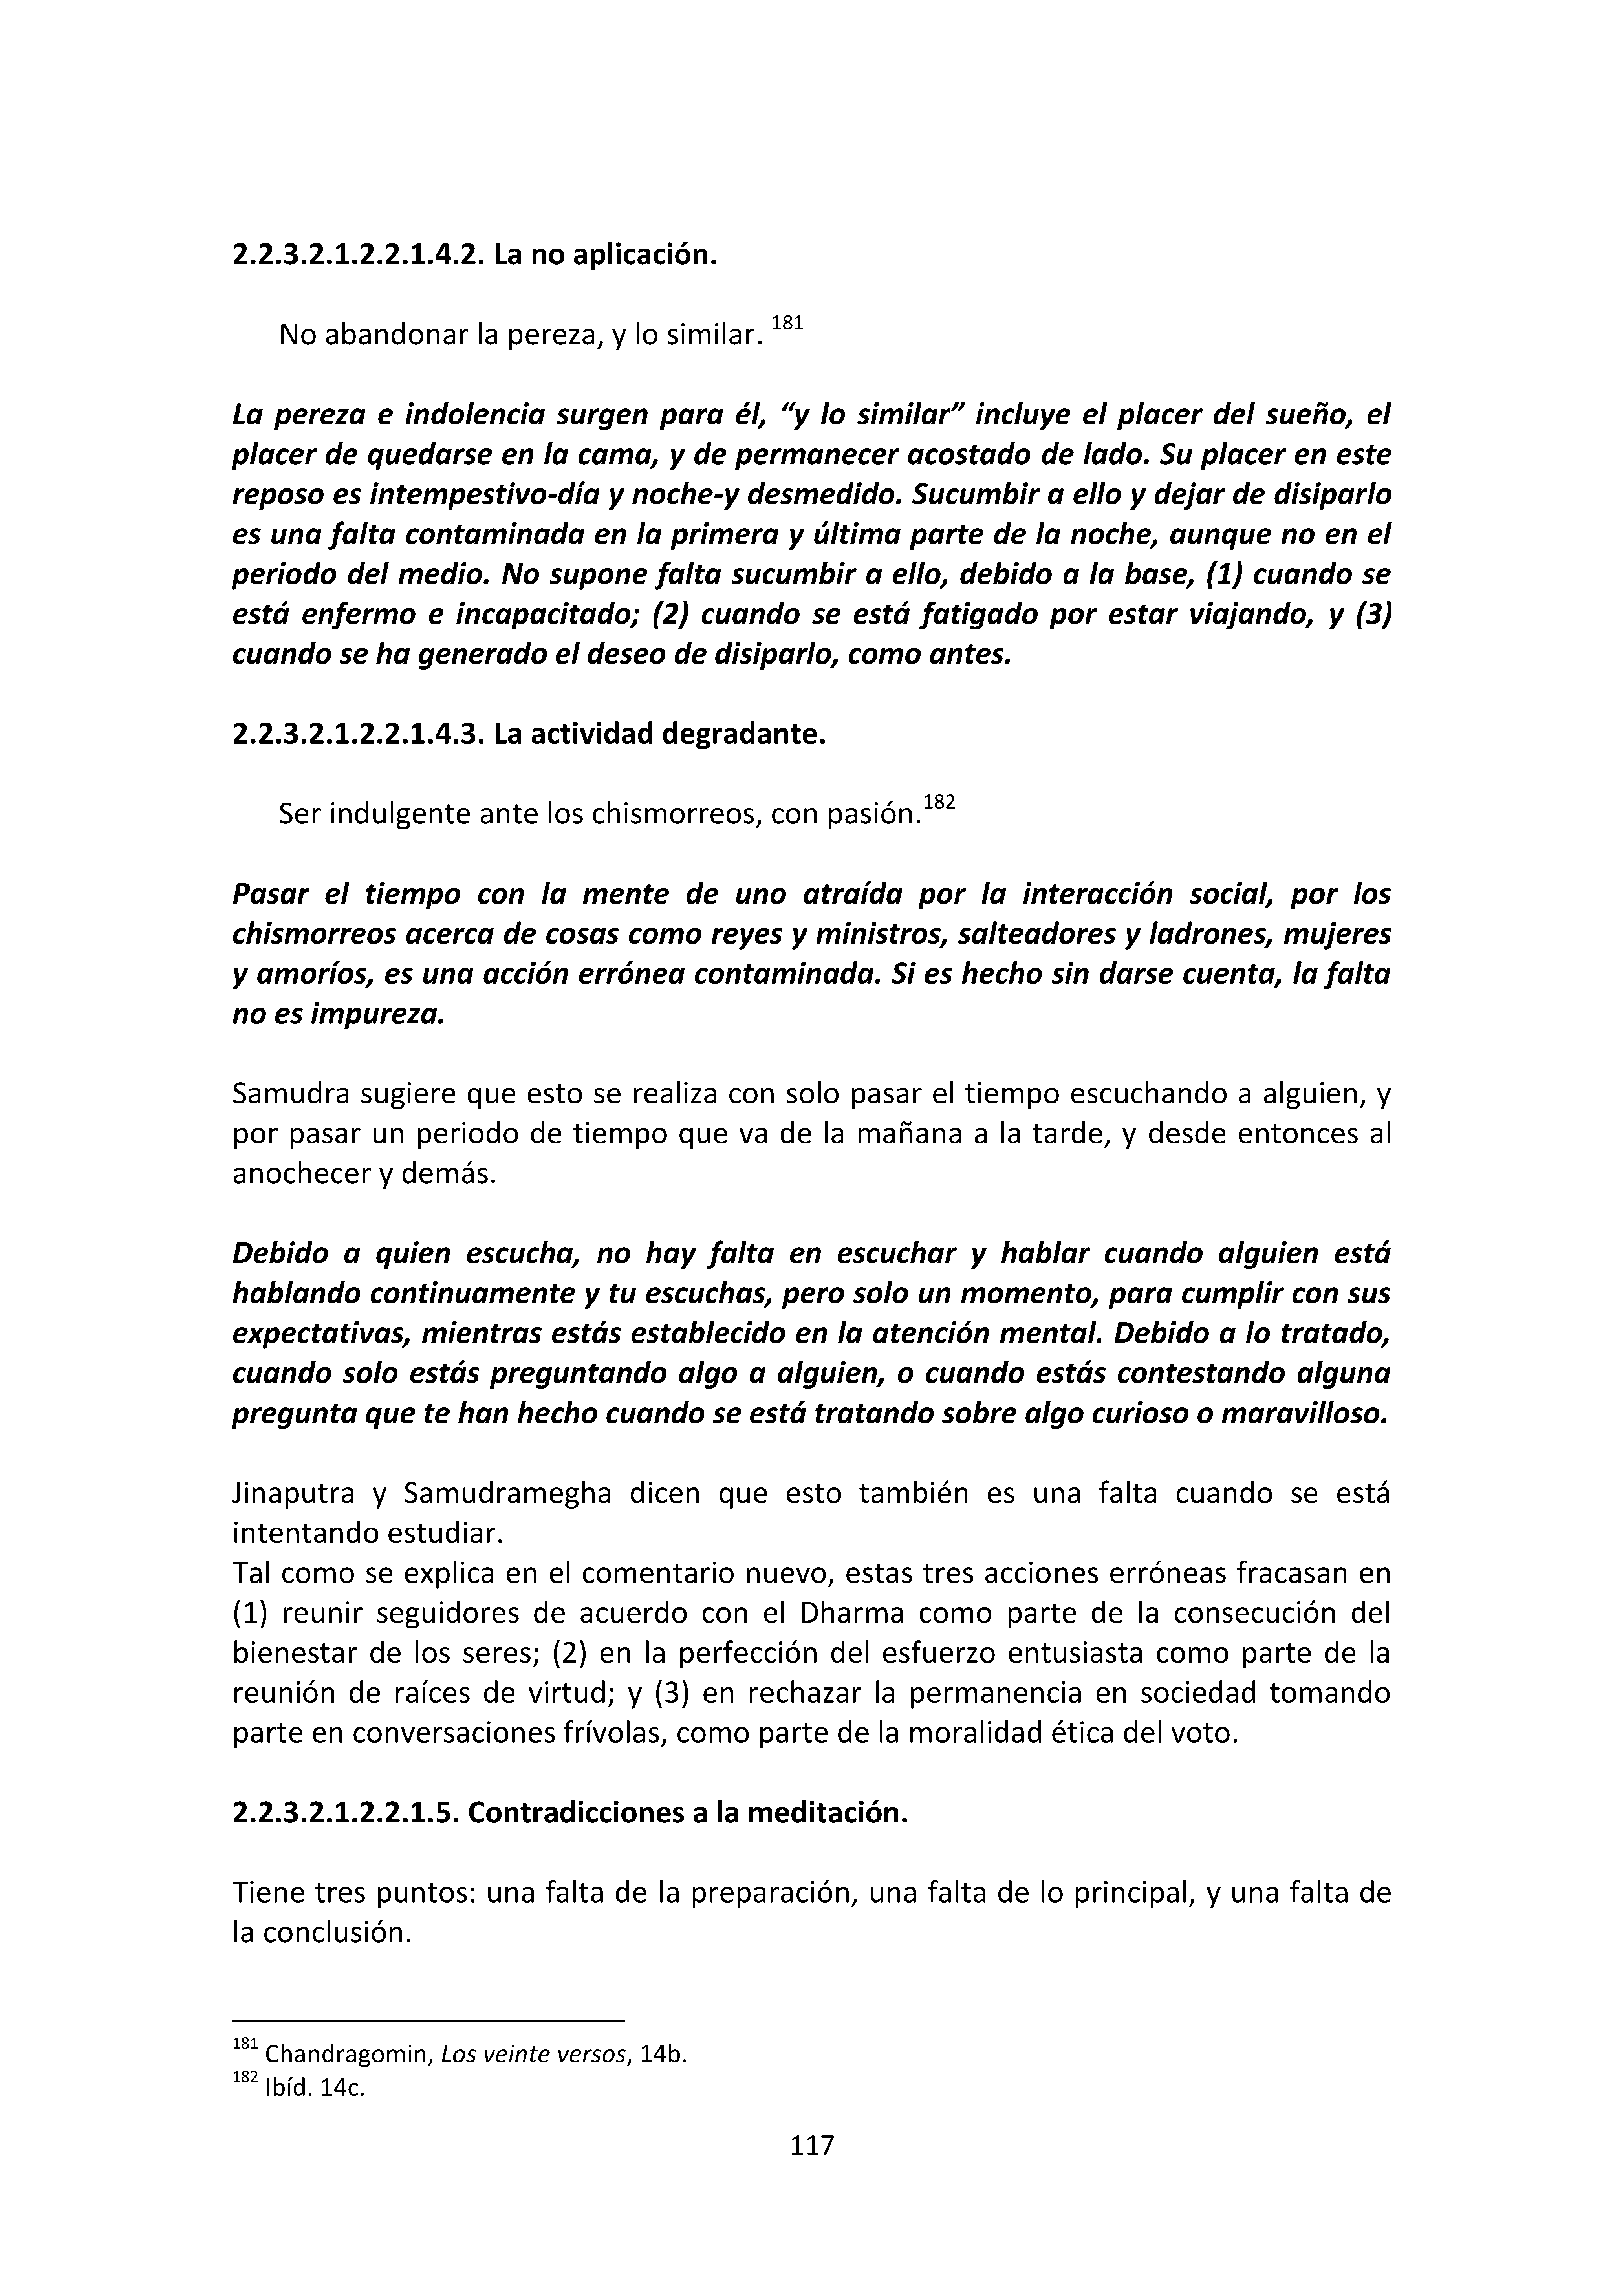 2.2.3.2.1.2.2.1.4.2. La no aplicación.
No abandonar la pereza, y lo similar. 181
La pereza e indolencia surgen para él, “y lo similar” incluye el placer del sueño, el
placer de quedarse en la cama, y de permanecer acostado de lado. Su placer en este
reposo es intempestivo-día y noche-y desmedido. Sucumbir a ello y dejar de disiparlo
es una falta contaminada en la primera y última parte de la noche, aunque no en el
periodo del medio. No supone falta sucumbir a ello, debido a la base, (1) cuando se
está enfermo e incapacitado; (2) cuando se está fatigado por estar viajando, y (3)
cuando se ha generado el deseo de disiparlo, como antes.
2.2.3.2.1.2.2.1.4.3. La actividad degradante.
Ser indulgente ante los chismorreos, con pasión.182
Pasar el tiempo con la mente de uno atraída por la interacción social, por los
chismorreos acerca de cosas como reyes y ministros, salteadores y ladrones, mujeres
y amoríos, es una acción errónea contaminada. Si es hecho sin darse cuenta, la falta
no es impureza.
Samudra sugiere que esto se realiza con solo pasar el tiempo escuchando a alguien, y
por pasar un periodo de tiempo que va de la mañana a la tarde, y desde entonces al
anochecer y demás.
Debido a quien escucha, no hay falta en escuchar y hablar cuando alguien está
hablando continuamente y tu escuchas, pero solo un momento, para cumplir con sus
expectativas, mientras estás establecido en la atención mental. Debido a lo tratado,
cuando solo estás preguntando algo a alguien, o cuando estás contestando alguna
pregunta que te han hecho cuando se está tratando sobre algo curioso o maravilloso.
Jinaputra y Samudramegha dicen que esto también es una falta cuando se está
intentando estudiar.
Tal como se explica en el comentario nuevo, estas tres acciones erróneas fracasan en
(1) reunir seguidores de acuerdo con el Dharma como parte de la consecución del
bienestar de los seres; (2) en la perfección del esfuerzo entusiasta como parte de la
reunión de raíces de virtud; y (3) en rechazar la permanencia en sociedad tomando
parte en conversaciones frívolas, como parte de la moralidad ética del voto.
2.2.3.2.1.2.2.1.5. Contradicciones a la meditación.
Tiene tres puntos: una falta de la preparación, una falta de lo principal, y una falta de
la conclusión.
181 Chandragomin, Los veinte versos, 14b.
182 Ibíd. 14c.
117